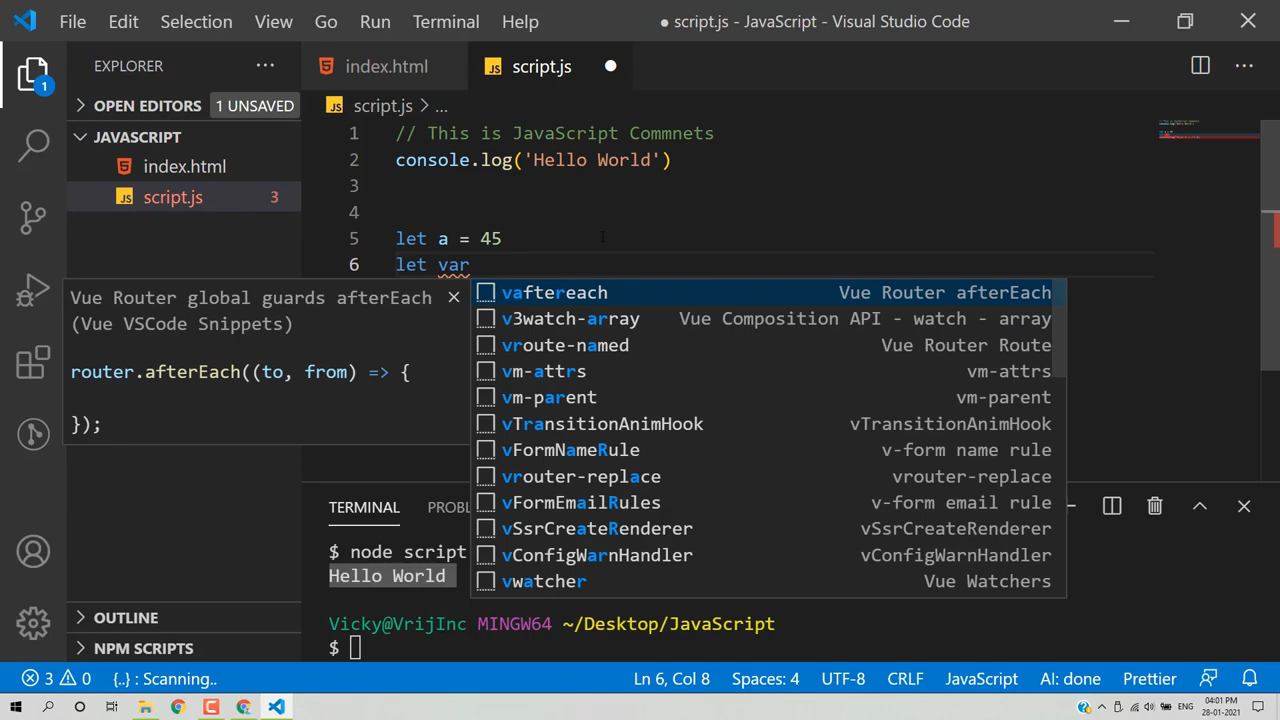 File Edit Selection View Go Run Terminal Help ● script.js - JavaScript - Visual Studio Code
EXPLORER ··· index.html JS script.js ● ···
1
OPEN EDITORS 1 UNSAVED JS script.js > ...
JAVASCRIPT
index.html
JS script.js 3
1 // This is JavaScript Commnets
2 console.log('Hello World')
3
4
5 let a = 45
6 let var
Vue Router global guards afterEach
(Vue VSCode Snippets)
router.afterEach((to, from) => {
});
vaftereach Vue Router afterEach
v3watch-array Vue Composition API - watch - array
vroute-named Vue Router Route
vm-attrs vm-attrs
vm-parent vm-parent
vTransitionAnimHook vTransitionAnimHook
vFormNameRule v-form name rule
vrouter-replace vrouter-replace
vFormEmailRules v-form email rule
vSsrCreateRenderer vSsrCreateRenderer
vConfigWarnHandler vConfigWarnHandler
vwatcher Vue Watchers
TERMINAL PROBL
$ node script
Hello World
Vicky@VrijInc MINGW64 ~/Desktop/JavaScript
$
OUTLINE
NPM SCRIPTS
3 0 {..} : Scanning.. Ln 6, Col 8 Spaces: 4 UTF-8 CRLF JavaScript AI: done Prettier
ENG 04:01 PM
28-01-2021